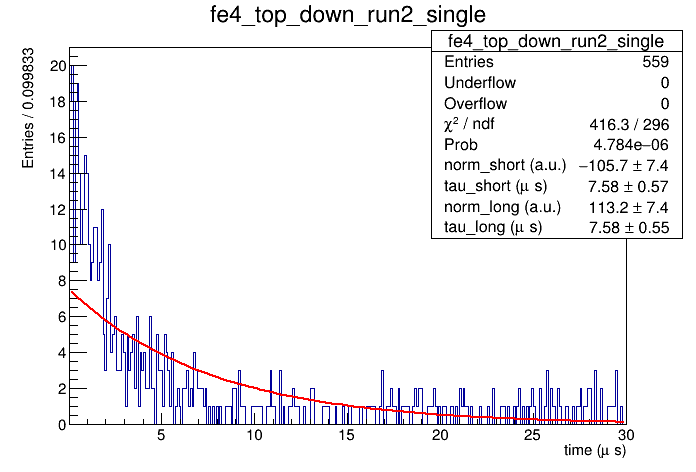 fe4_top_down_run2_single
fe4_top_down_run2_single
Entries 559
Underflow 0
Overflow 0
χ² / ndf 416.3 / 296
Prob 4.784e−06
norm_short (a.u.) −105.7 ± 7.4
tau_short (μ s) 7.58 ± 0.57
norm_long (a.u.) 113.2 ± 7.4
tau_long (μ s) 7.58 ± 0.55
Entries / 0.099833
20
18
16
14
12
10
8
6
4
2
0
5 10 15 20 25 30
time (μ s)